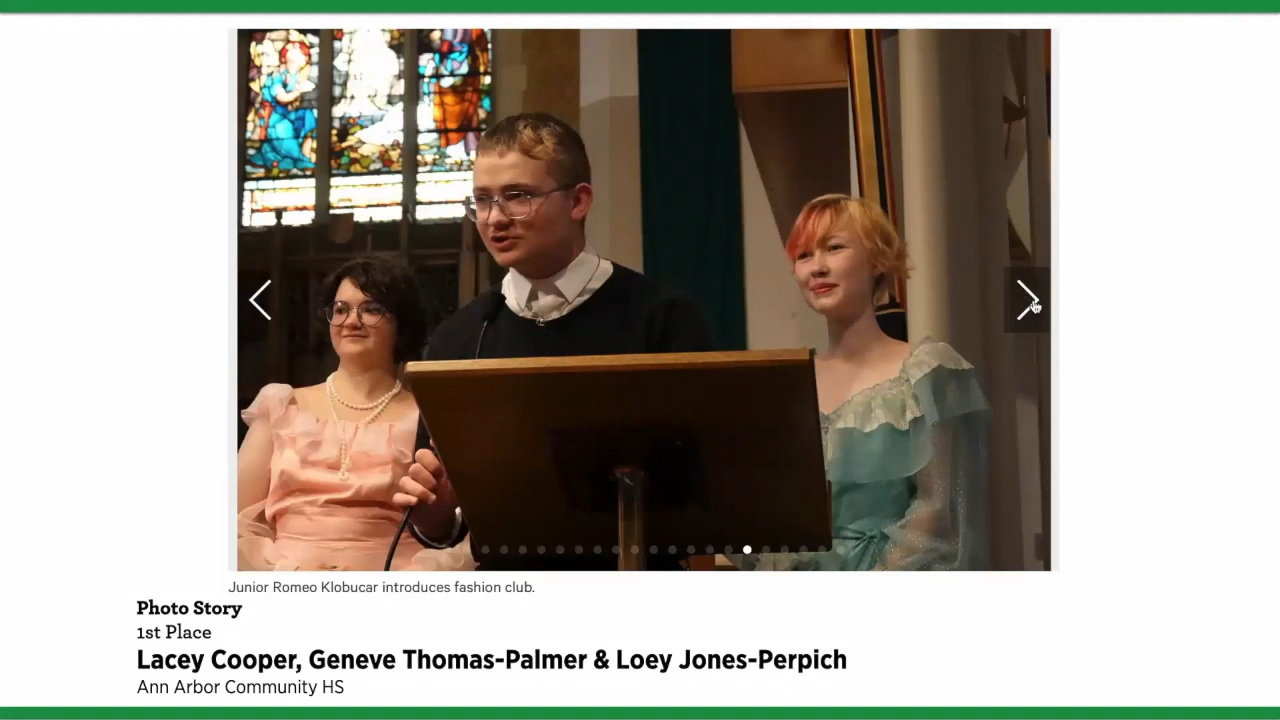 Junior Romeo Klobucar introduces fashion club.
Photo Story
1st Place
Lacey Cooper, Geneve Thomas-Palmer & Loey Jones-Perpich
Ann Arbor Community HS